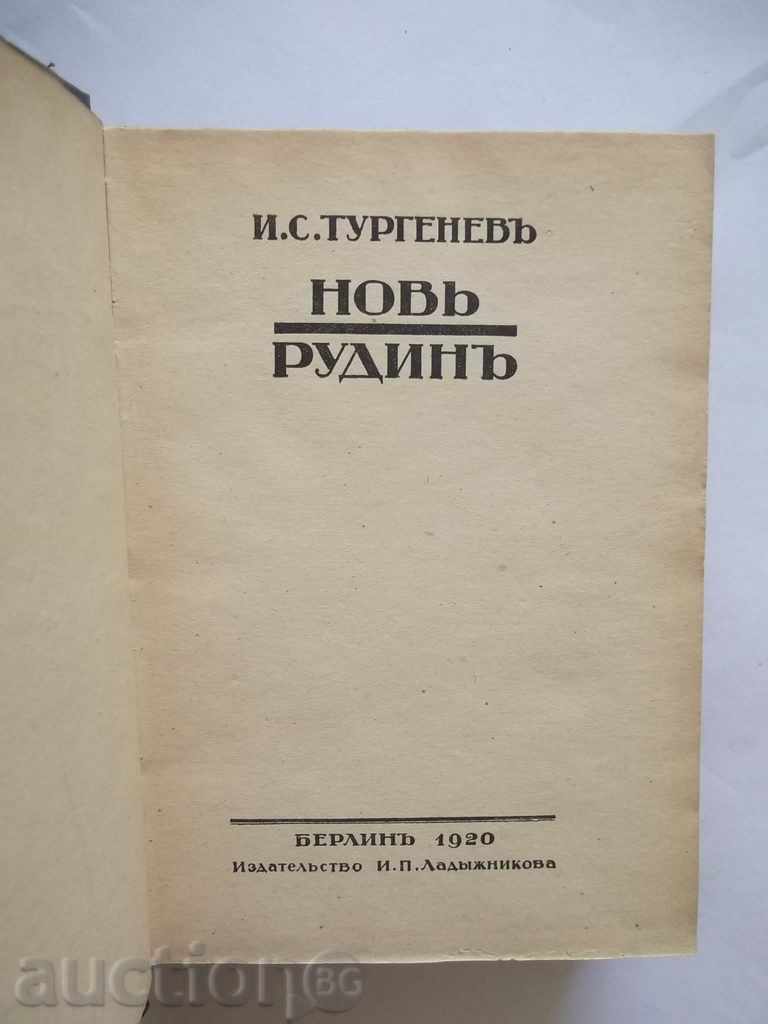 И.С.ТУРГЕНЕВЪ
НОВЬ
РУДИНЪ
БЕРЛИНЪ 1920
Издательство И.П.Ладыжникова
auction BG